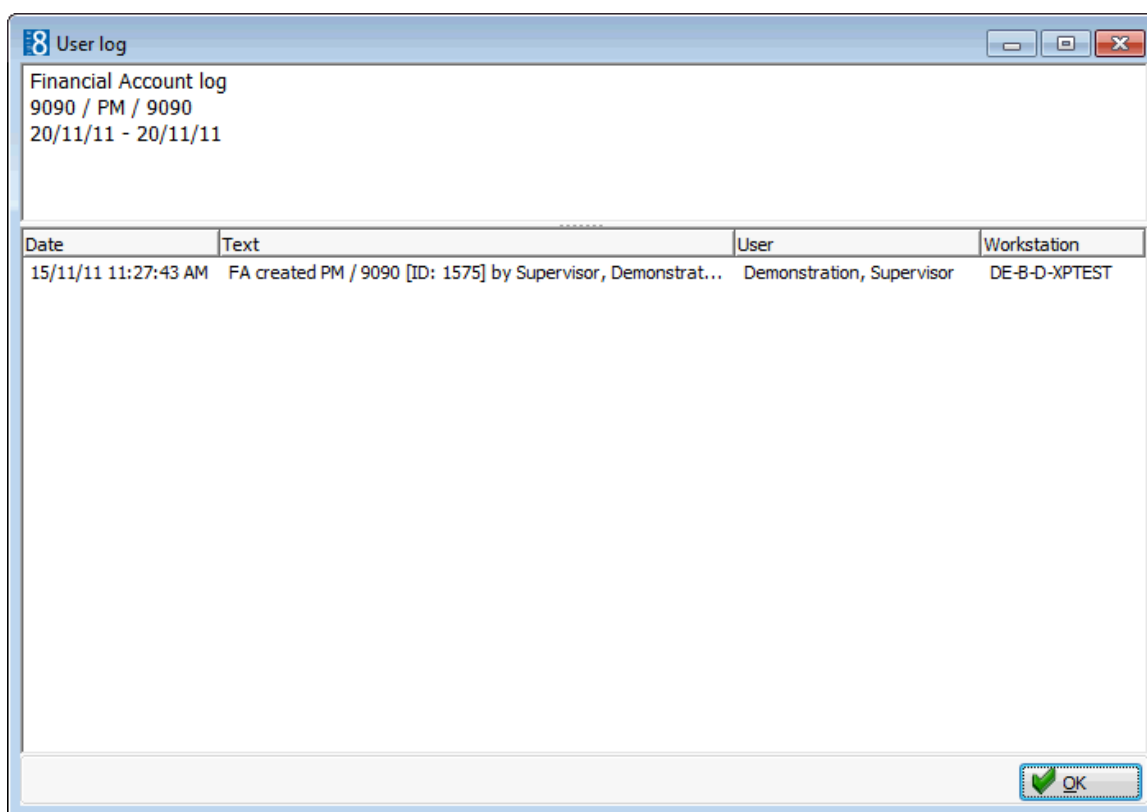 8 User log
Financial Account log
9090 / PM / 9090
20/11/11 - 20/11/11
Date Text User Workstation
15/11/11 11:27:43 AM FA created PM / 9090 [ID: 1575] by Supervisor, Demonstrat... Demonstration, Supervisor DE-B-D-XPTEST
OK